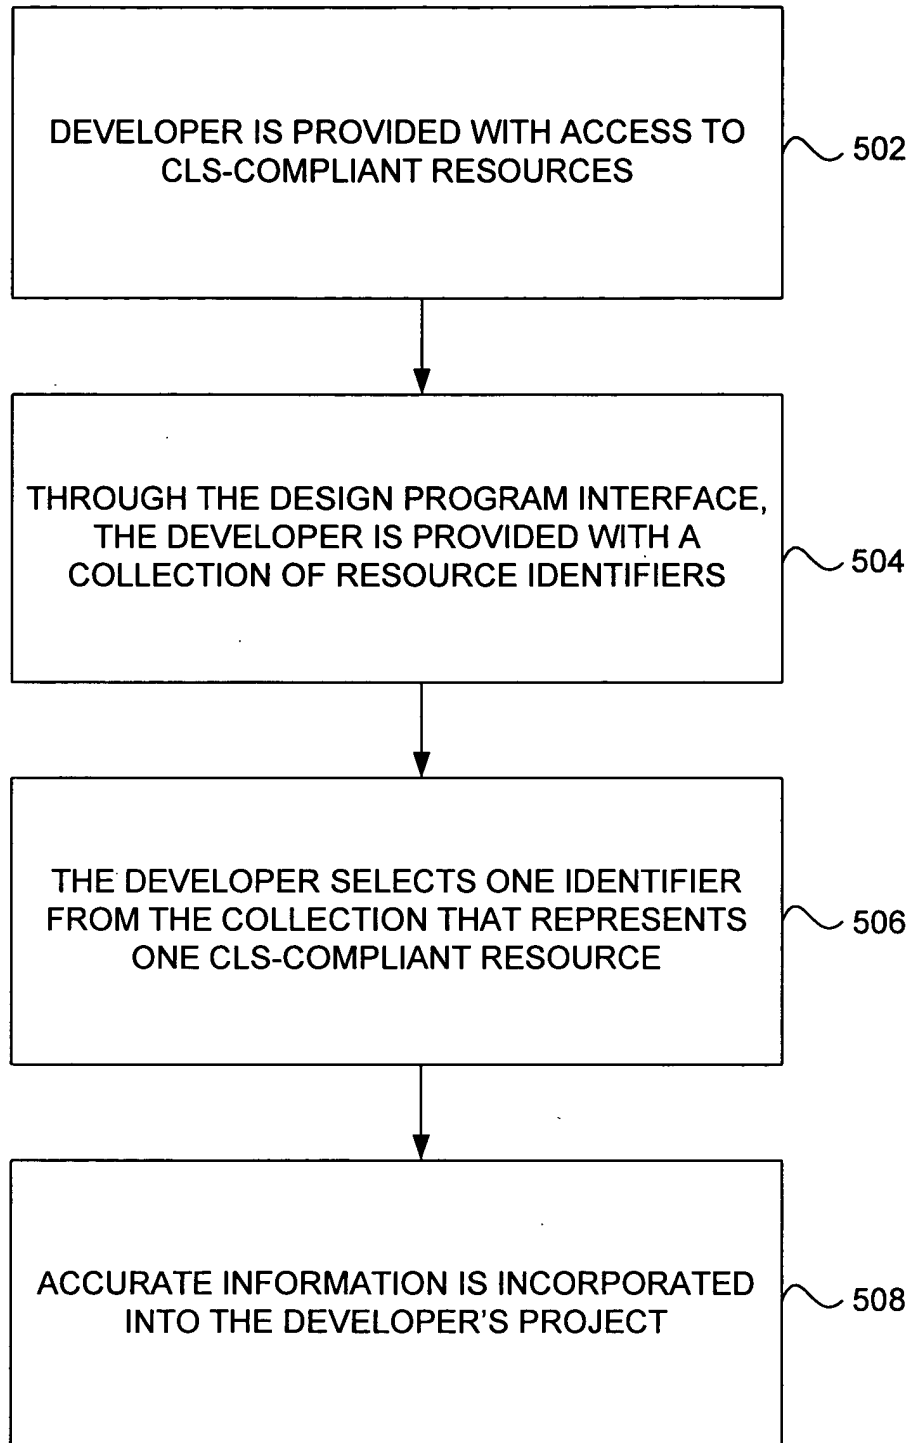 DEVELOPER IS PROVIDED WITH ACCESS TO
CLS-COMPLIANT RESOURCES
502
THROUGH THE DESIGN PROGRAM INTERFACE,
THE DEVELOPER IS PROVIDED WITH A
COLLECTION OF RESOURCE IDENTIFIERS
504
THE DEVELOPER SELECTS ONE IDENTIFIER
FROM THE COLLECTION THAT REPRESENTS
ONE CLS-COMPLIANT RESOURCE
506
ACCURATE INFORMATION IS INCORPORATED
INTO THE DEVELOPER'S PROJECT
508